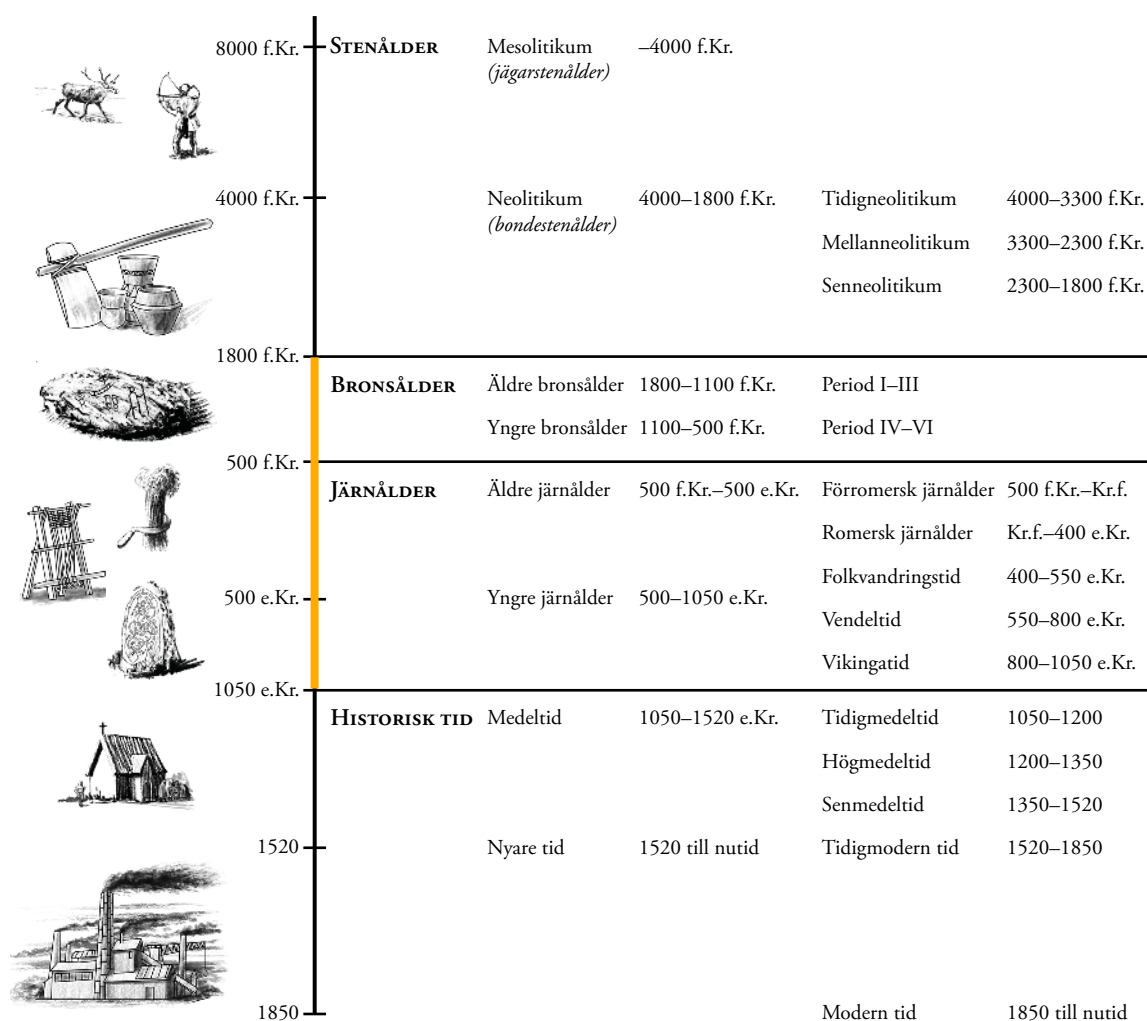 8000 f.Kr. STENÅLDER Mesolitikum –4000 f.Kr.
(jägarstenålder)
4000 f.Kr. Neolitikum 4000–1800 f.Kr. Tidigneolitikum 4000–3300 f.Kr.
(bondestenålder)
Mellanneolitikum 3300–2300 f.Kr.
Senneolitikum 2300–1800 f.Kr.
1800 f.Kr.
BRONSÅLDER Äldre bronsålder 1800–1100 f.Kr. Period I–III
Yngre bronsålder 1100–500 f.Kr. Period IV–VI
500 f.Kr.
JÄRNÅLDER Äldre järnålder 500 f.Kr.–500 e.Kr. Förromersk järnålder 500 f.Kr.–Kr.f.
Romersk järnålder Kr.f.–400 e.Kr.
Folkvandringstid 400–550 e.Kr.
500 e.Kr. Yngre järnålder 500–1050 e.Kr.
Vendeltid 550–800 e.Kr.
Vikingatid 800–1050 e.Kr.
1050 e.Kr.
HISTORISK TID Medeltid 1050–1520 e.Kr. Tidigmedeltid 1050–1200
Högmedeltid 1200–1350
Senmedeltid 1350–1520
1520 Nyare tid 1520 till nutid Tidigmodern tid 1520–1850
1850 Modern tid 1850 till nutid